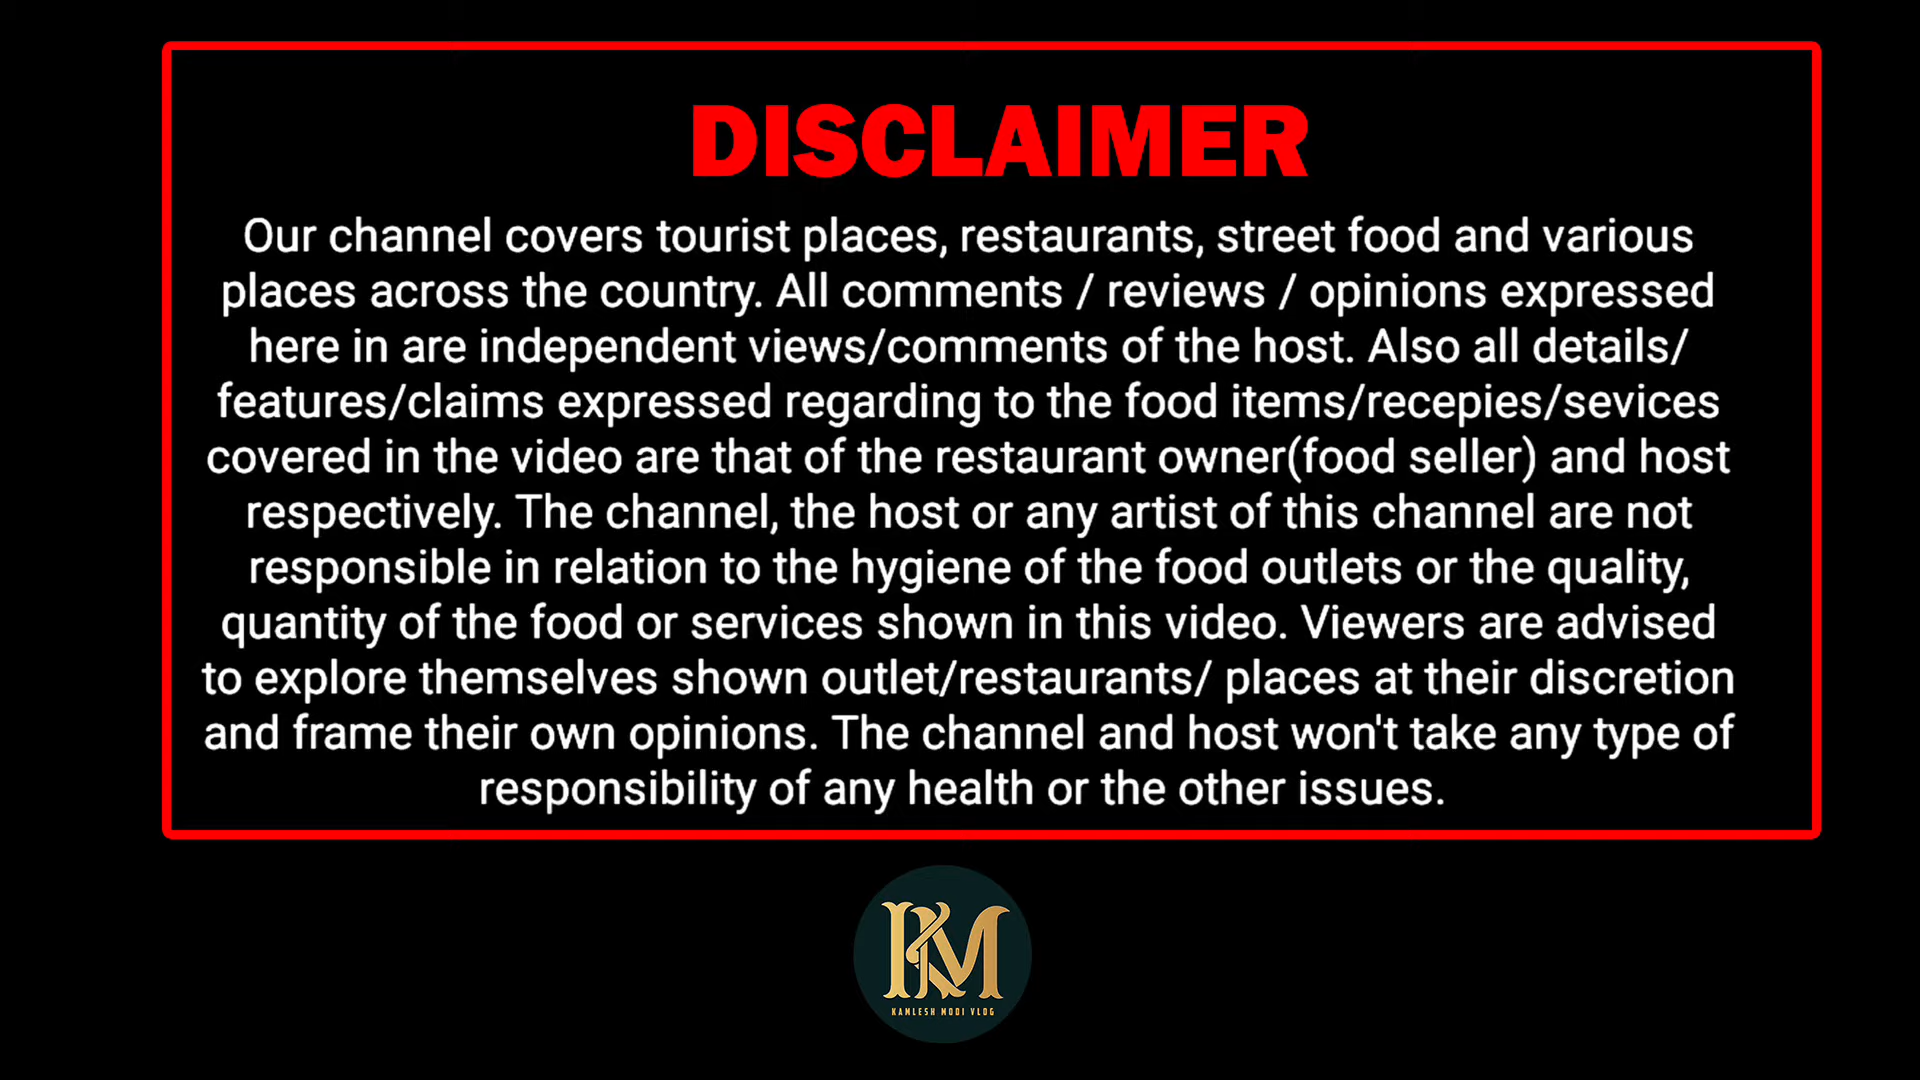 DISCLAIMER
Our channel covers tourist places, restaurants, street food and various
places across the country. All comments / reviews / opinions expressed
here in are independent views/comments of the host. Also all details/
features/claims expressed regarding to the food items/recepies/sevices
covered in the video are that of the restaurant owner(food seller) and host
respectively. The channel, the host or any artist of this channel are not
responsible in relation to the hygiene of the food outlets or the quality,
quantity of the food or services shown in this video. Viewers are advised
to explore themselves shown outlet/restaurants/ places at their discretion
and frame their own opinions. The channel and host won't take any type of
responsibility of any health or the other issues.
KM
KAMLESH MODI VLOG